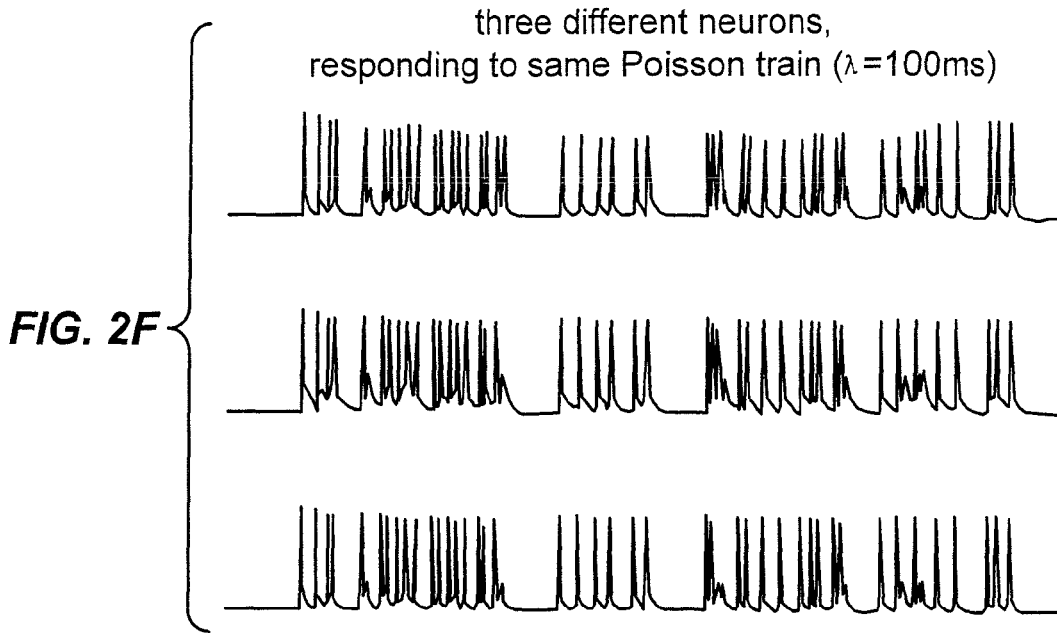 three different neurons,
responding to same Poisson train (λ=100ms)
FIG. 2F